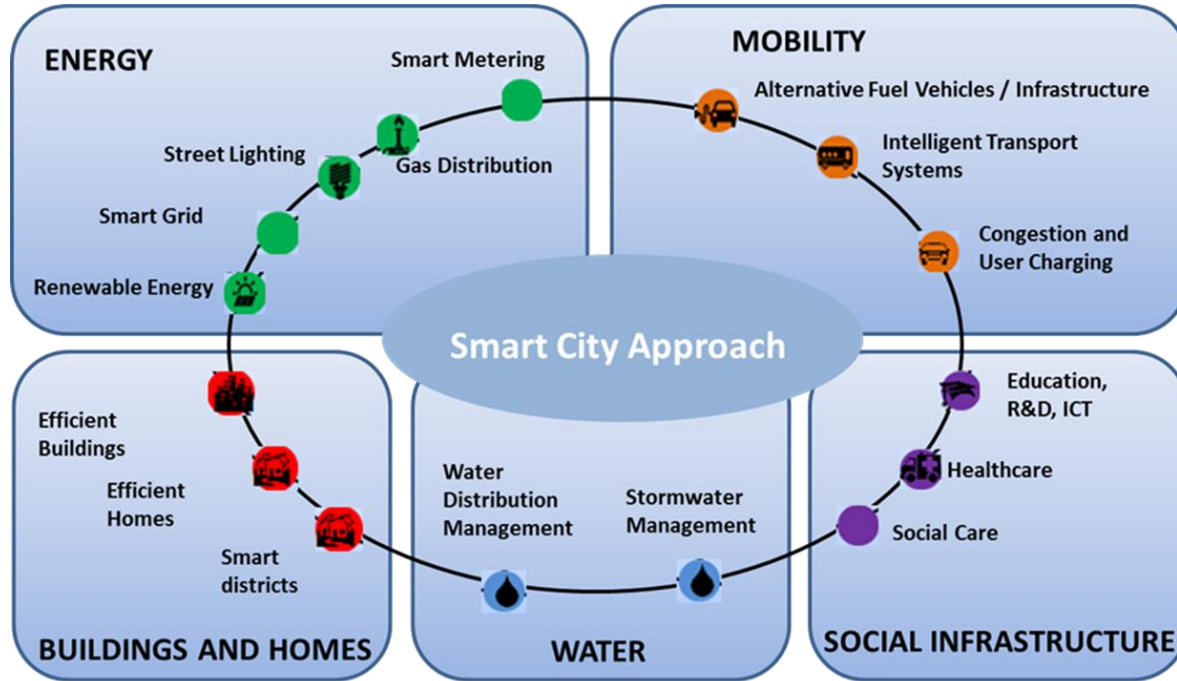 ENERGY
Smart Metering
Street Lighting
Gas Distribution
Smart Grid
Renewable Energy
MOBILITY
Alternative Fuel Vehicles / Infrastructure
Intelligent Transport
Systems
Congestion and
User Charging
Smart City Approach
Efficient
Buildings
Efficient
Homes
Smart
districts
BUILDINGS AND HOMES
Water
Distribution
Management
Stormwater
Management
WATER
Education,
R&D, ICT
Healthcare
Social Care
SOCIAL INFRASTRUCTURE